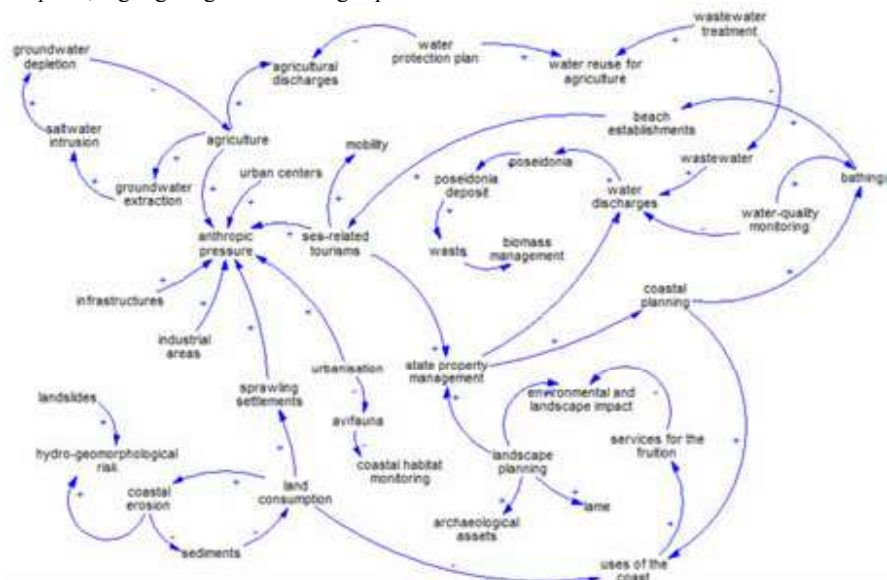 groundwater
depletion
agricultural
discharges
water
protection plan
water reuse for
agriculture
wastewater
treatment
saltwater
intrusion
agriculture
mobility
beach
establishments
groundwater
extraction
urban centers
poseidonia
deposit
poseidonia
wastewater
bathings
water
discharges
water-quality
monitoring
anthropic
pressure
sea-related
tourisms
wasts
biomass
management
infrastructures
coastal
planning
industrial
areas
sprawling
settlements
urbanisation
state property
management
environmental and
landscape impact
landslides
avifauna
services for the
fruition
hydro-geomorphological
risk
coastal habitat
monitoring
landscape
planning
coastal
erosion
land
consumption
lame
archaeological
assets
sediments
uses of the
coast